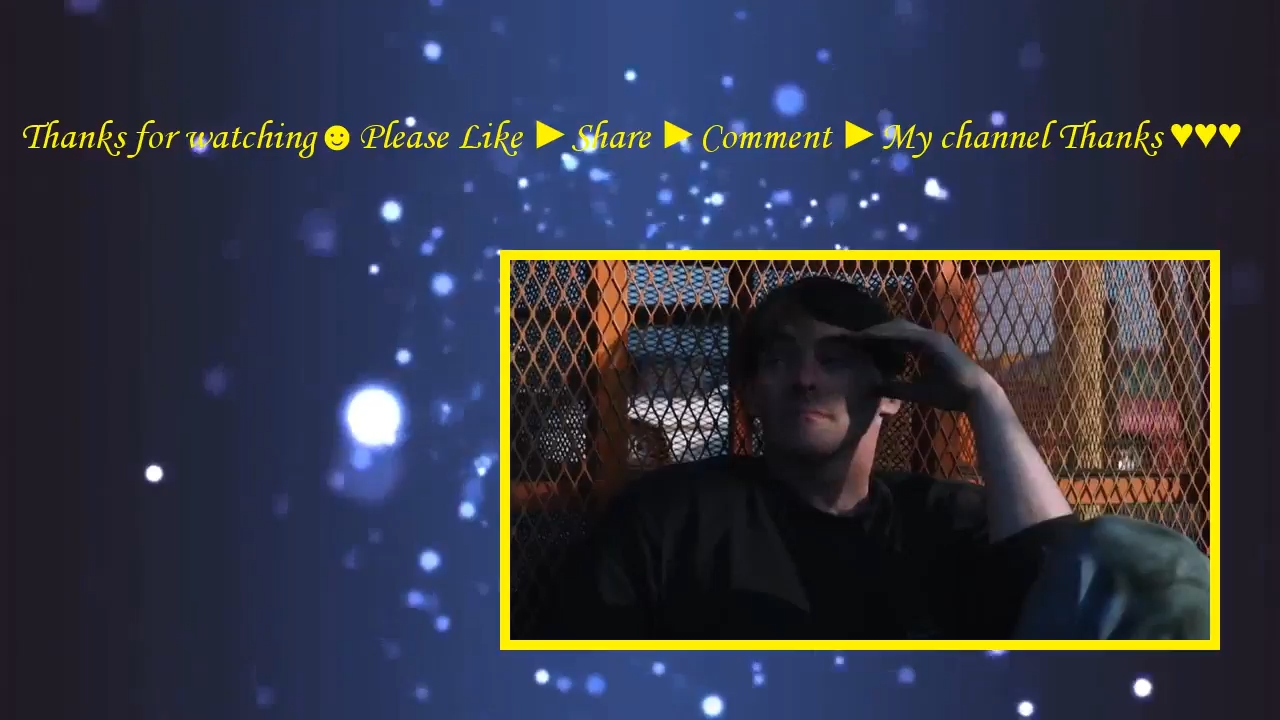 Thanks for watching☻Please Like ► Share ► Comment ► My channel Thanks ♥♥♥